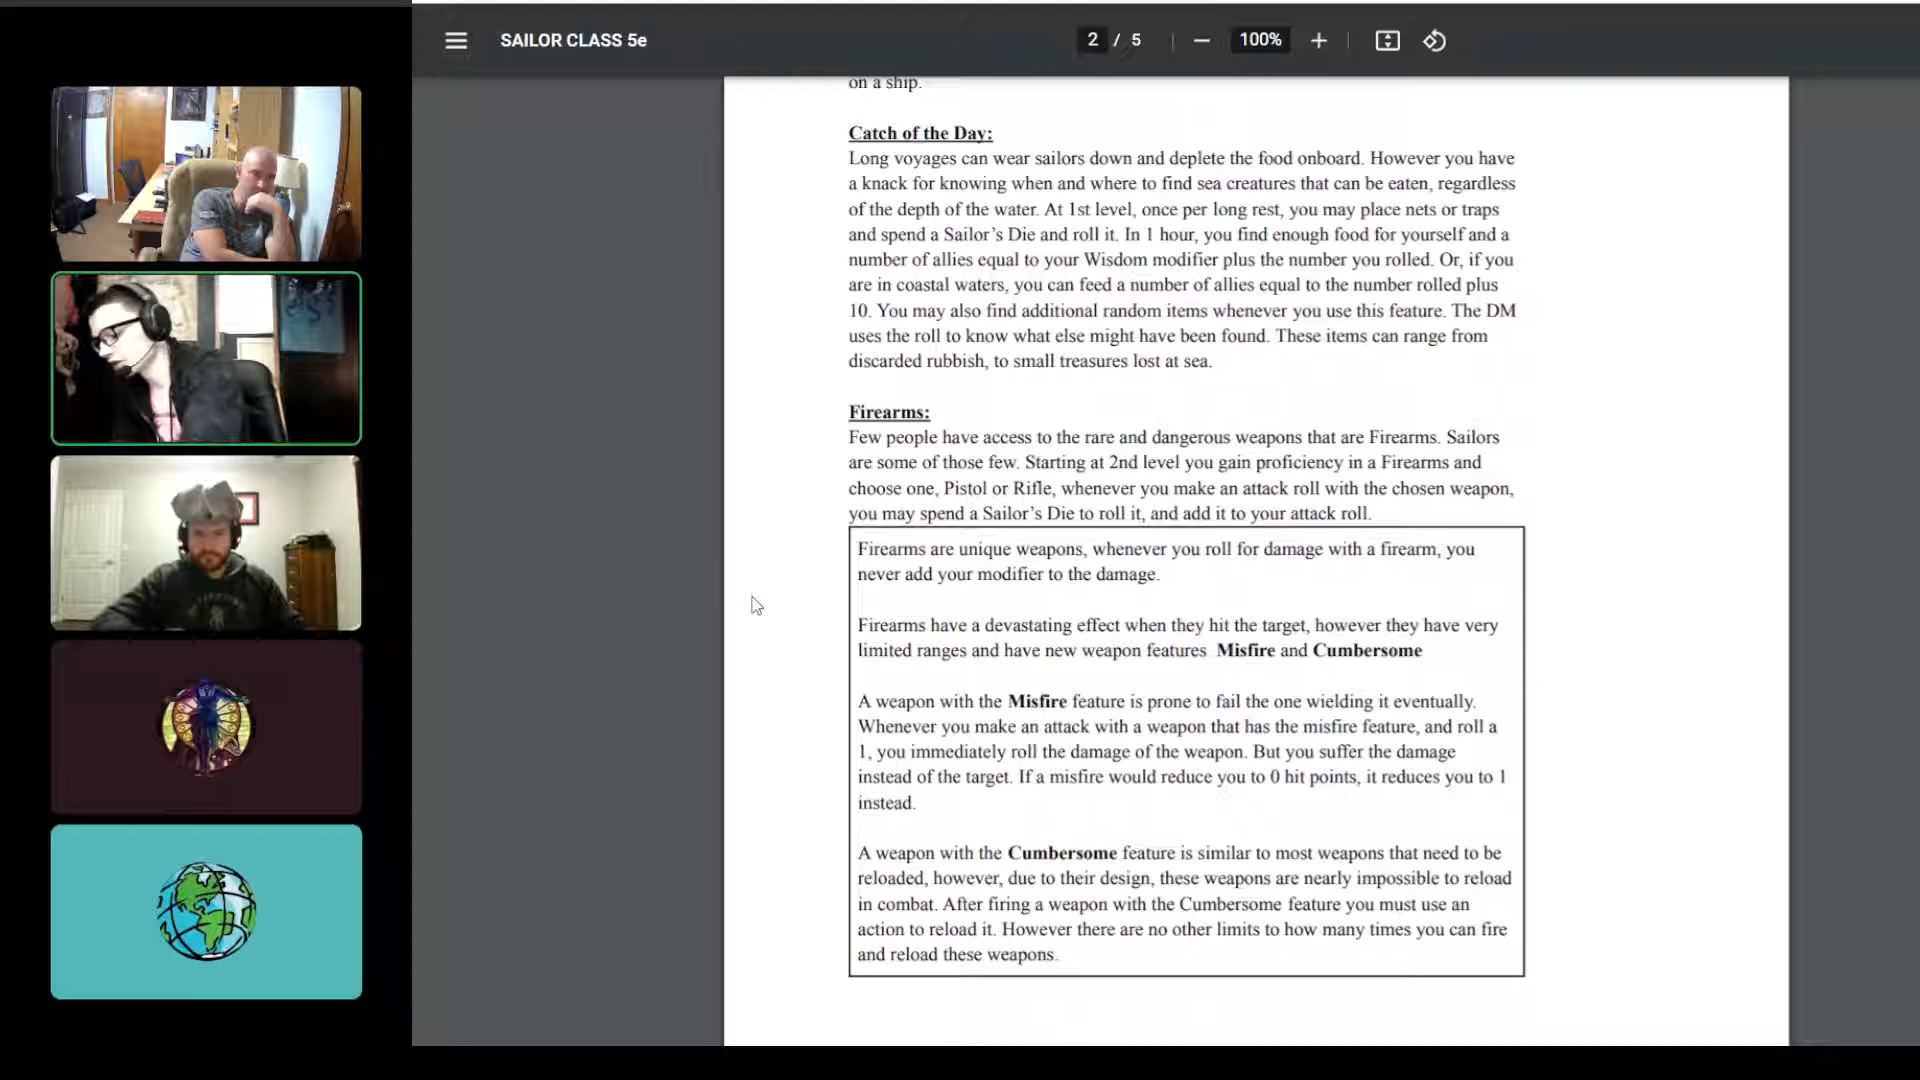 SAILOR CLASS 5e
2 / 5
100%
on a ship.
Catch of the Day:
Long voyages can wear sailors down and deplete the food onboard. However you have
a knack for knowing when and where to find sea creatures that can be eaten, regardless
of the depth of the water. At 1st level, once per long rest, you may place nets or traps
and spend a Sailor’s Die and roll it. In 1 hour, you find enough food for yourself and a
number of allies equal to your Wisdom modifier plus the number you rolled. Or, if you
are in coastal waters, you can feed a number of allies equal to the number rolled plus
10. You may also find additional random items whenever you use this feature. The DM
uses the roll to know what else might have been found. These items can range from
discarded rubbish, to small treasures lost at sea.
Firearms:
Few people have access to the rare and dangerous weapons that are Firearms. Sailors
are some of those few. Starting at 2nd level you gain proficiency in a Firearms and
choose one, Pistol or Rifle, whenever you make an attack roll with the chosen weapon,
you may spend a Sailor’s Die to roll it, and add it to your attack roll.
Firearms are unique weapons, whenever you roll for damage with a firearm, you
never add your modifier to the damage.
Firearms have a devastating effect when they hit the target, however they have very
limited ranges and have new weapon features Misfire and Cumbersome
A weapon with the Misfire feature is prone to fail the one wielding it eventually.
Whenever you make an attack with a weapon that has the misfire feature, and roll a
1, you immediately roll the damage of the weapon. But you suffer the damage
instead of the target. If a misfire would reduce you to 0 hit points, it reduces you to 1
instead.
A weapon with the Cumbersome feature is similar to most weapons that need to be
reloaded, however, due to their design, these weapons are nearly impossible to reload
in combat. After firing a weapon with the Cumbersome feature you must use an
action to reload it. However there are no other limits to how many times you can fire
and reload these weapons.